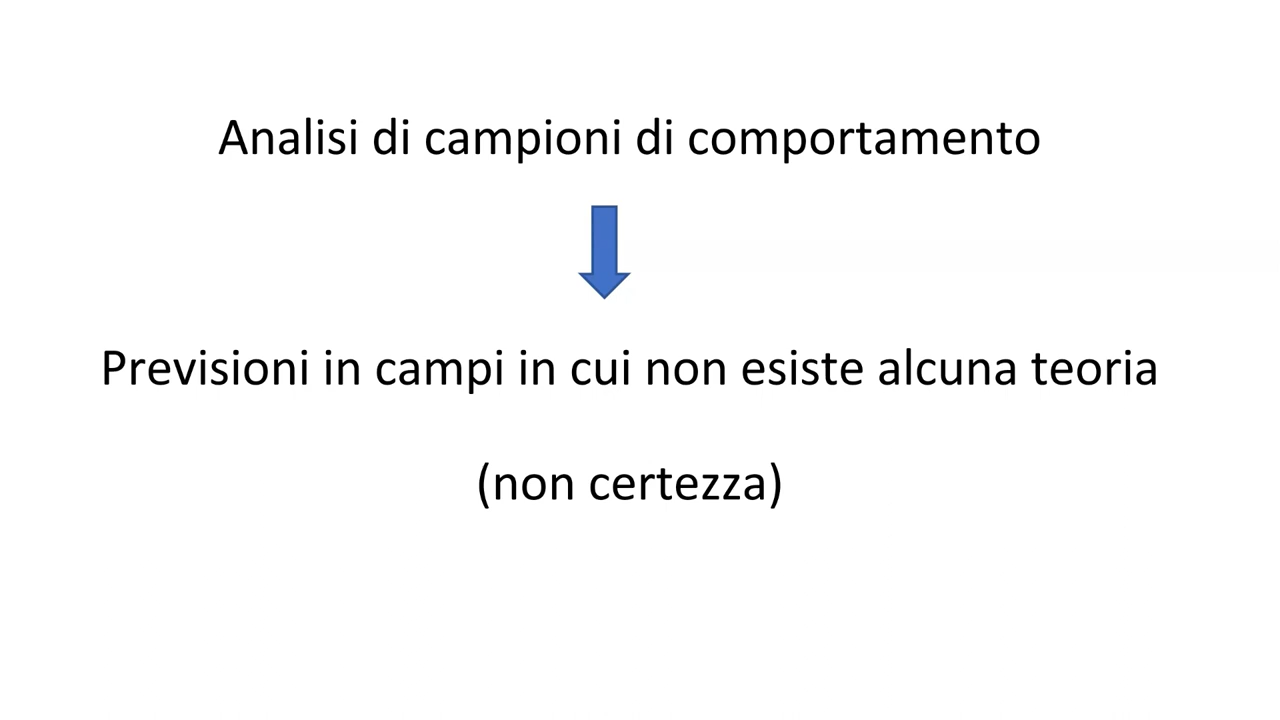 Analisi di campioni di comportamento
Previsioni in campi in cui non esiste alcuna teoria
(non certezza)